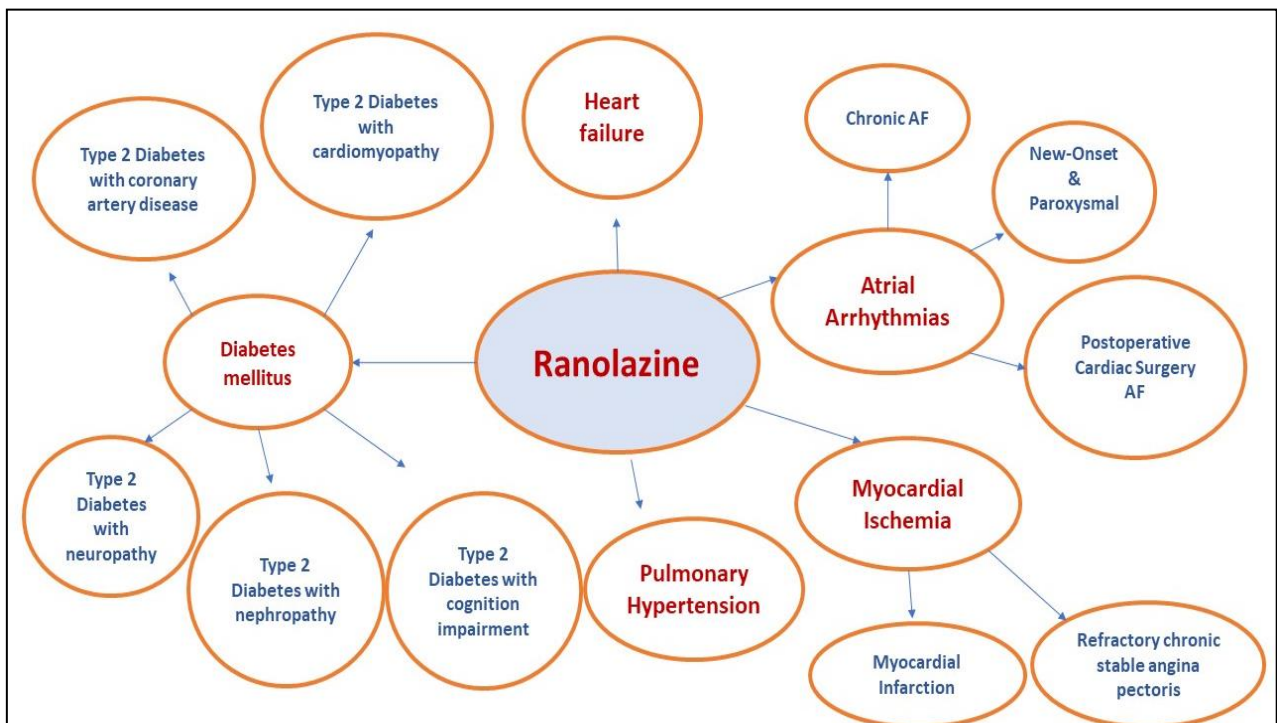 Type 2 Diabetes
with coronary
artery disease
Type 2 Diabetes
with
cardiomyopathy
Heart
failure
Chronic AF
New-Onset
&
Paroxysmal
Atrial
Arrhythmias
Postoperative
Cardiac Surgery
AF
Diabetes
mellitus
Ranolazine
Type 2
Diabetes
with
neuropathy
Type 2
Diabetes with
nephropathy
Type 2
Diabetes with
cognition
impairment
Pulmonary
Hypertension
Myocardial
Ischemia
Myocardial
Infarction
Refractory chronic
stable angina
pectoris